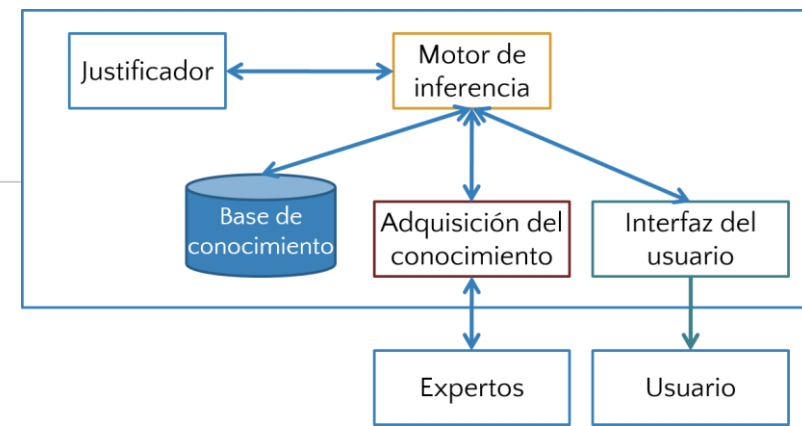 Justificador
Motor de
inferencia
Base de
conocimiento
Adquisición del
conocimiento
Interfaz del
usuario
Expertos
Usuario